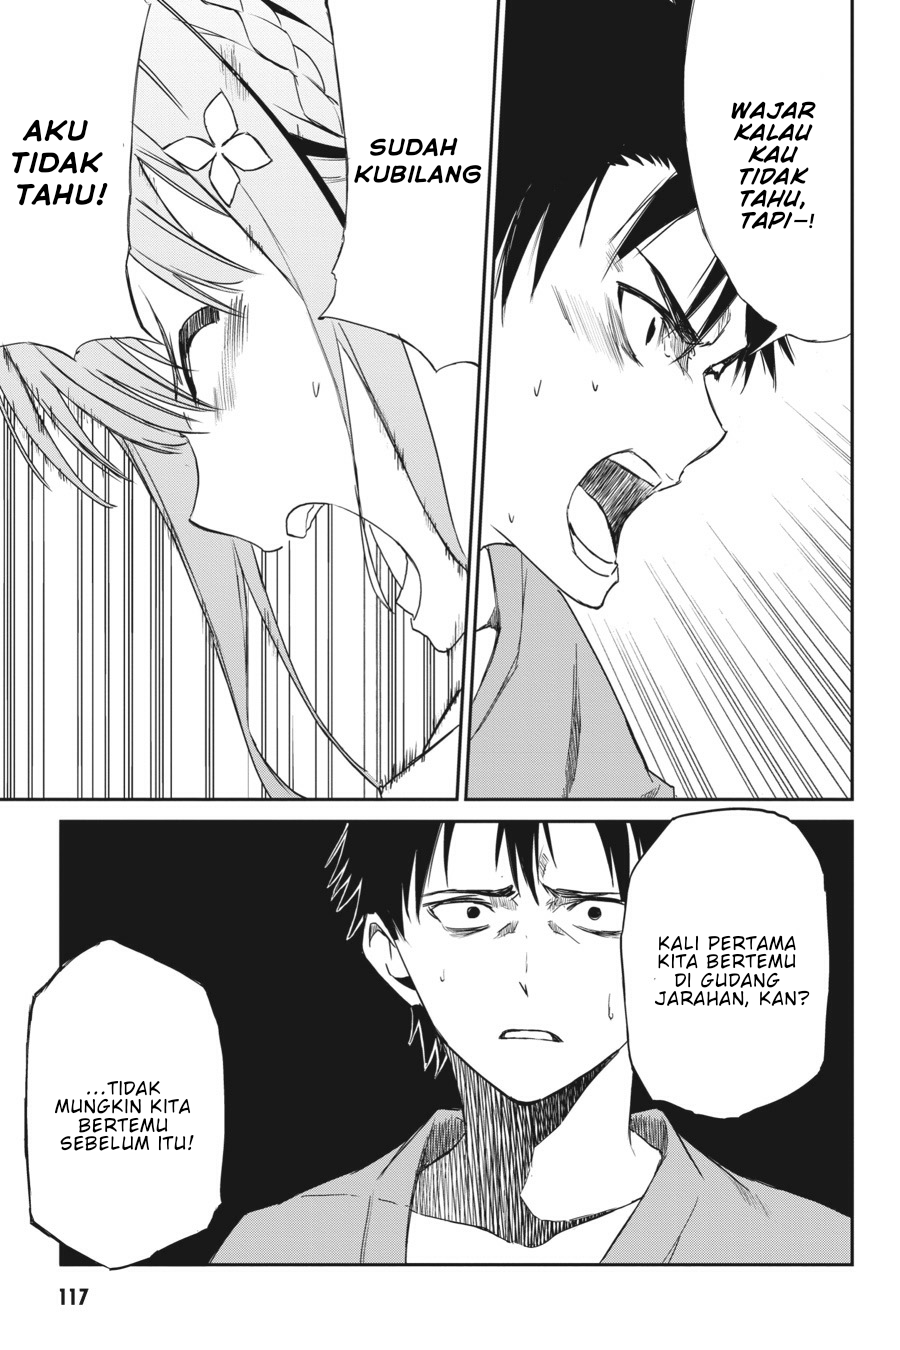 WAJAR
KALAU
KAU
TIDAK
TAHU,
TAPI–!
SUDAH
KUBILANG
AKU
TIDAK
TAHU!
KALI PERTAMA
KITA BERTEMU
DI GUDANG
JARAHAN, KAN?
...TIDAK
MUNGKIN KITA
BERTEMU
SEBELUM ITU!
117